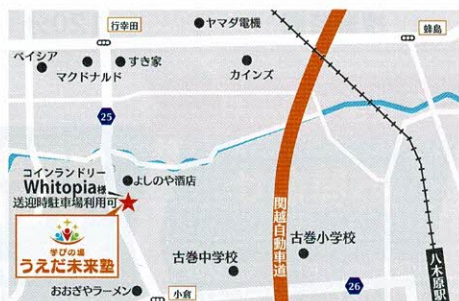 行幸田
ヤマダ電機
蜂島
ベイシア
マクドナルド
すき家
カインズ
25
コインランドリー
Whitopia様
送迎時駐車場利用可
よしのや酒店
学びの場
うえだ未来塾
おおぎやラーメン
小倉
古巻中学校
古巻小学校
関越自動車道
26
八木原駅